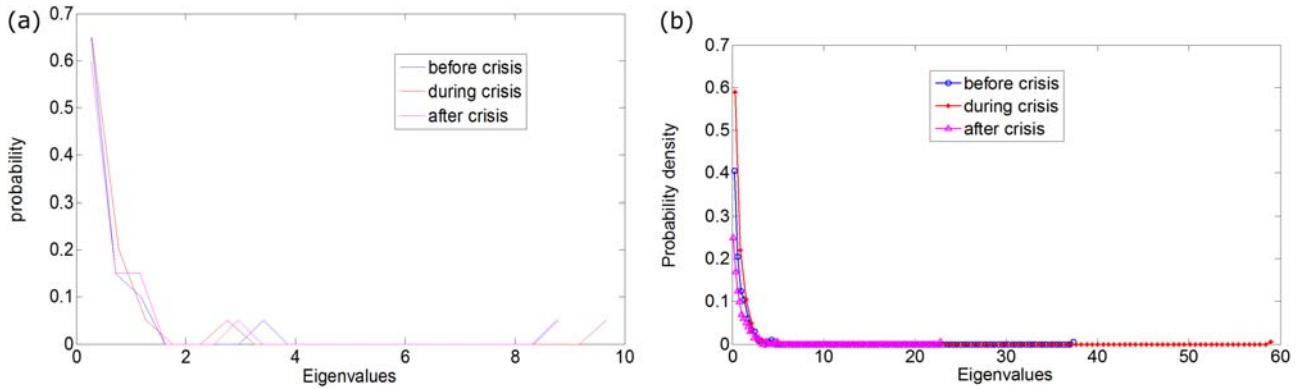 (a)
0.7
0.6
0.5
0.4
0.3
0.2
0.1
0
probability
before crisis
during crisis
after crisis
0 2 4 6 8 10
Eigenvalues
(b)
0.7
0.6
0.5
0.4
0.3
0.2
0.1
0
Probability density
before crisis
during crisis
after crisis
0 10 20 30 40 50 60
Eigenvalues